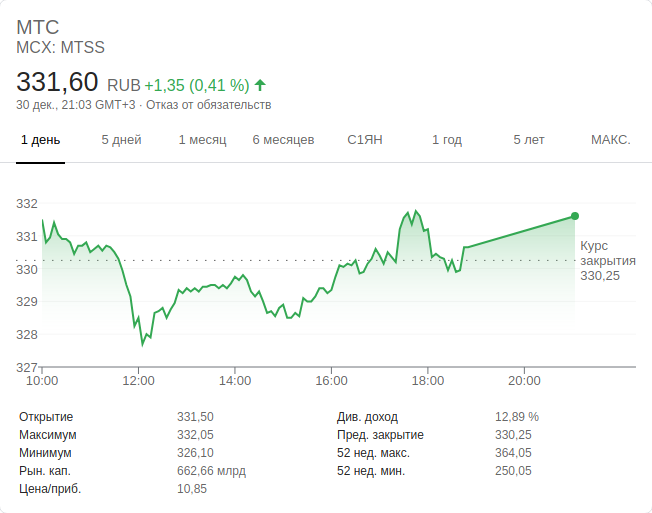 МТС
MCX: MTSS
331,60 RUB +1,35 (0,41 %)
30 дек., 21:03 GMT+3 · Отказ от обязательств
1 день 5 дней 1 месяц 6 месяцев С1ЯН 1 год 5 лет МАКС.
332
331
330
329
328
327
Курс
закрытия
330,25
10:00 12:00 14:00 16:00 18:00 20:00
Открытие 331,50 Див. доход 12,89 %
Максимум 332,05 Пред. закрытие 330,25
Минимум 326,10 52 нед. макс. 364,05
Рын. кап. 662,66 млрд 52 нед. мин. 250,05
Цена/приб. 10,85